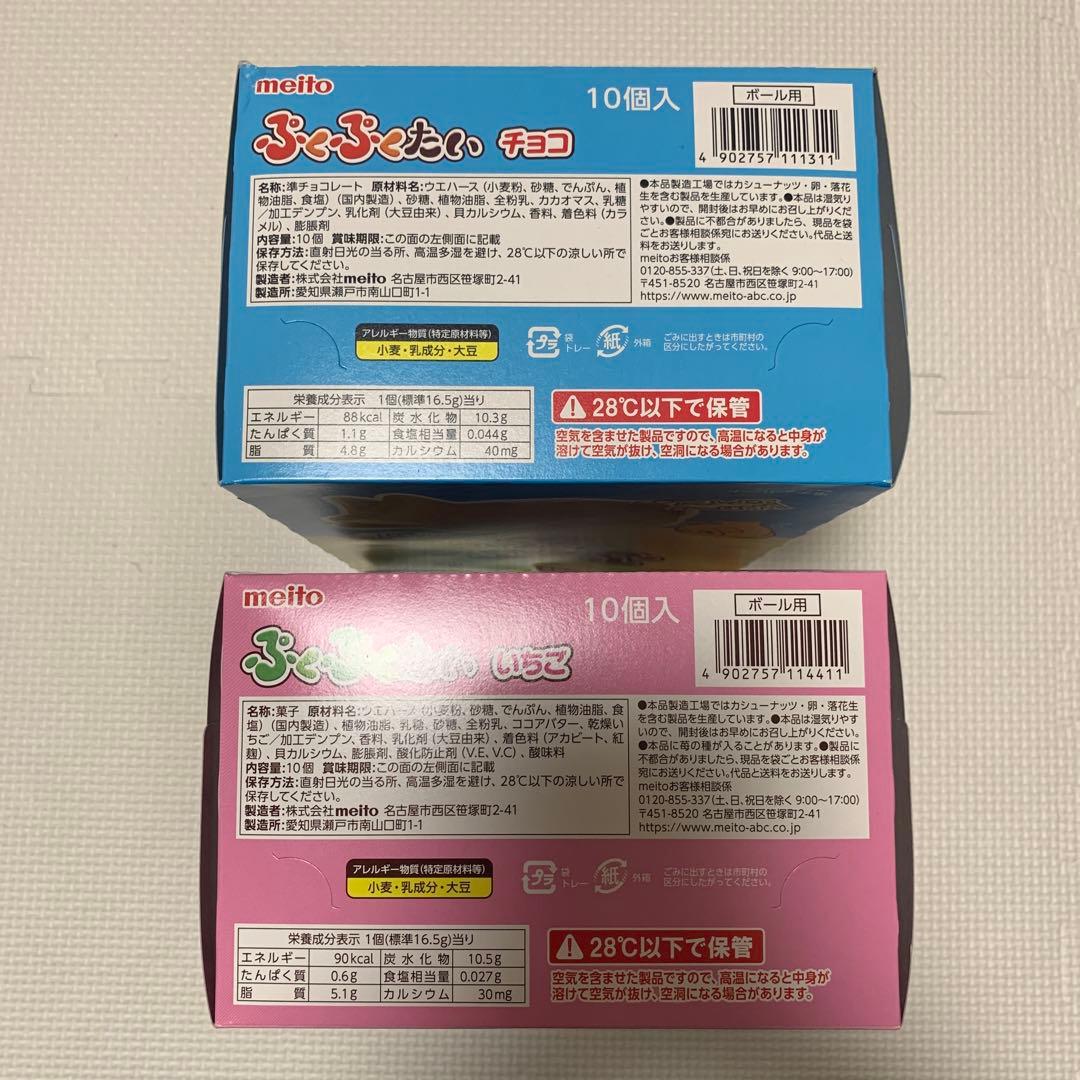 meito
10個入
ボール用
ぷくぷくたい チョコ
4 902757 111311
名称:準チョコレート 原材料名:ウエハース(小麦粉、砂糖、でんぷん、植
物油脂、食塩)(国内製造)、砂糖、植物油脂、全粉乳、カカオマス、乳糖
/加工デンプン、乳化剤(大豆由来)、貝カルシウム、香料、着色料(カラ
メル)、膨脹剤
内容量:10個 賞味期限:この面の左側面に記載
保存方法:直射日光の当る所、高温多湿を避け、28℃以下の涼しい所で
保存してください。
製造者:株式会社meito 名古屋市西区笹塚町2-41
製造所:愛知県瀬戸市南山口町1-1
●本品製造工場ではカシューナッツ・卵・落花
生を含む製品を生産しています。●本品は湿気り
やすいので、開封後はお早めにお召し上がりくだ
さい。●製品に不都合がありましたら、現品を袋
ごとお客様相談係宛にお送りください。代品と送
料をお送りします。
meitoお客様相談係
0120-855-337(土、日、祝日を除く 9:00〜17:00)
〒451-8520 名古屋市西区笹塚町2-41
https://www.meito-abc.co.jp
アレルギー物質(特定原材料等)
小麦・乳成分・大豆
プラ
袋
トレー
紙
外箱
ごみに出すときは市町村の
区分にしたがってください。
栄養成分表示 1個(標準16.5g)当り
エネルギー 88kcal 炭水化物 10.3g
たんぱく質 1.1g 食塩相当量 0.044g
脂質 4.8g カルシウム 40mg
28℃以下で保管
空気を含ませた製品ですので、高温になると中身が
溶けて空気が抜け、空洞になる場合があります。
meito
10個入
ボール用
ぷくぷくたい いちご
4 902757 114411
名称:菓子 原材料名:ウエハース(小麦粉、砂糖、でんぷん、植物油脂、食
塩)(国内製造)、植物油脂、乳糖、砂糖、全粉乳、ココアバター、乾燥い
ちご/加工デンプン、香料、乳化剤(大豆由来)、着色料(アカビート、紅
麹)、貝カルシウム、膨脹剤、酸化防止剤(V.E、V.C)、酸味料
内容量:10個 賞味期限:この面の左側面に記載
保存方法:直射日光の当る所、高温多湿を避け、28℃以下の涼しい所で
保存してください。
製造者:株式会社meito 名古屋市西区笹塚町2-41
製造所:愛知県瀬戸市南山口町1-1
●本品製造工場ではカシューナッツ・卵・落花生
を含む製品を生産しています。●本品は湿気りやす
いので、開封後はお早めにお召し上がりください。
●本品に苺の種が入ることがあります。●製品に
不都合がありましたら、現品を袋ごとお客様相談係
宛にお送りください。代品と送料をお送りします。
meitoお客様相談係
0120-855-337(土、日、祝日を除く 9:00〜17:00)
〒451-8520 名古屋市西区笹塚町2-41
https://www.meito-abc.co.jp
アレルギー物質(特定原材料等)
小麦・乳成分・大豆
プラ
袋
トレー
紙
外箱
ごみに出すときは市町村の
区分にしたがってください。
栄養成分表示 1個(標準16.5g)当り
エネルギー 90kcal 炭水化物 10.5g
たんぱく質 0.6g 食塩相当量 0.027g
脂質 5.1g カルシウム 30mg
28℃以下で保管
空気を含ませた製品ですので、高温になると中身が
溶けて空気が抜け、空洞になる場合があります。